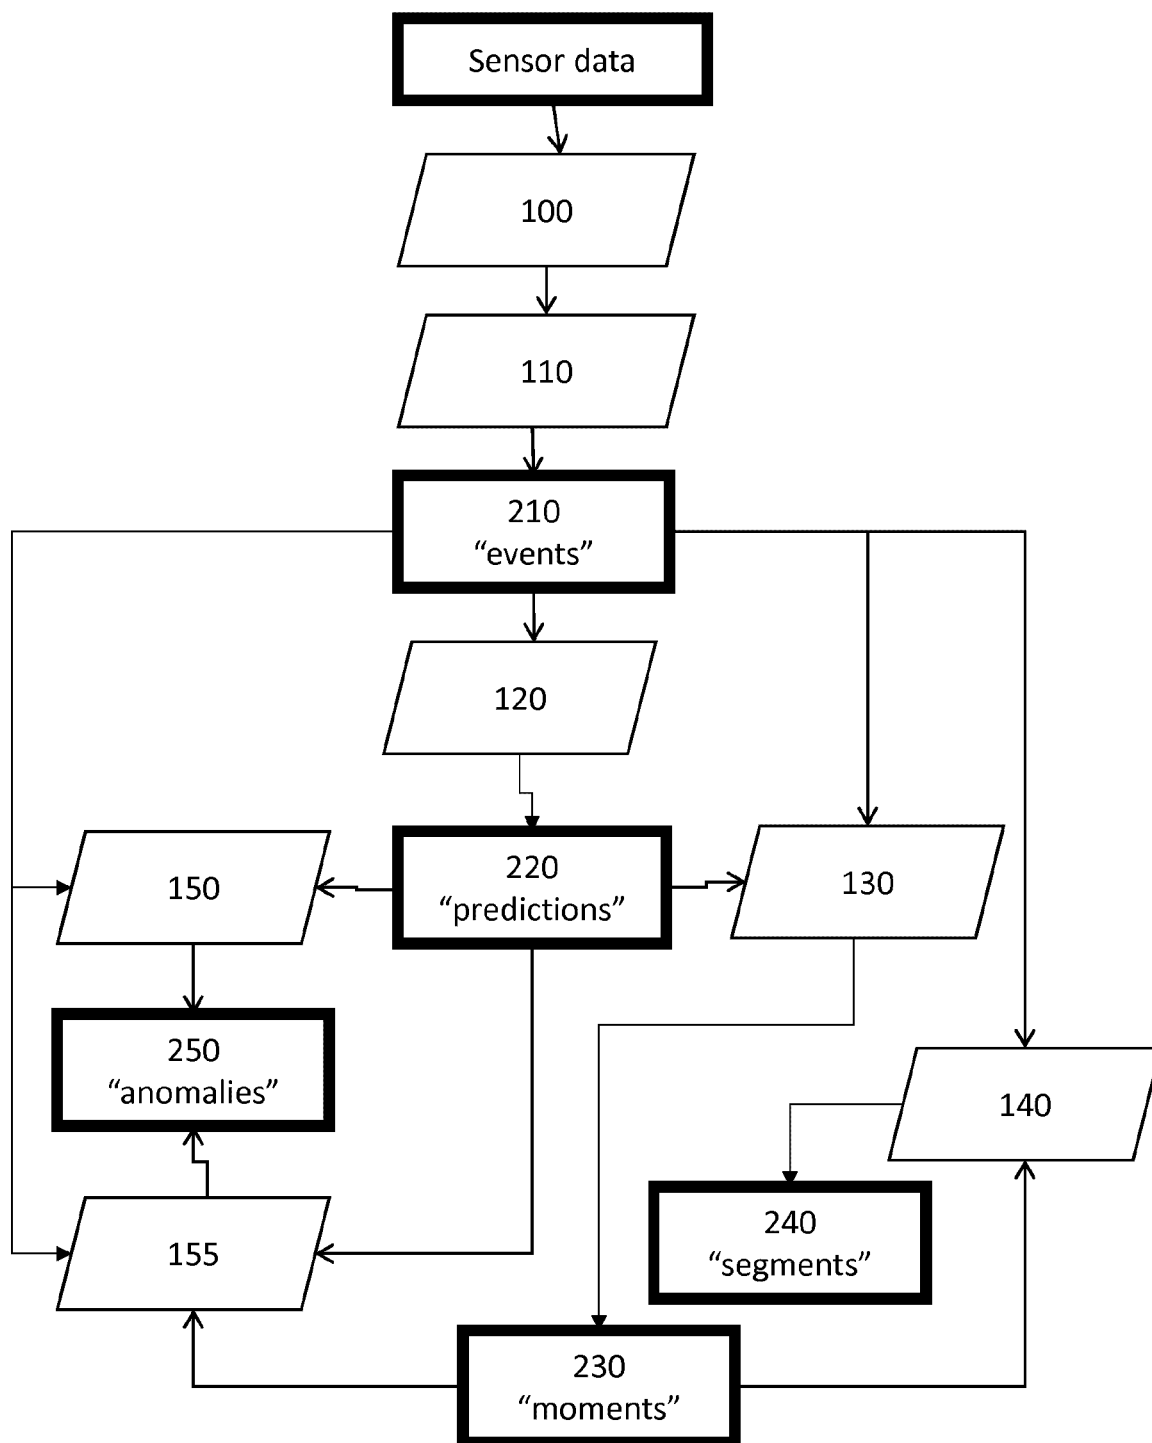 Sensor data
100
110
210
“events”
120
220
“predictions”
150
130
250
“anomalies”
140
155
240
“segments”
230
“moments”